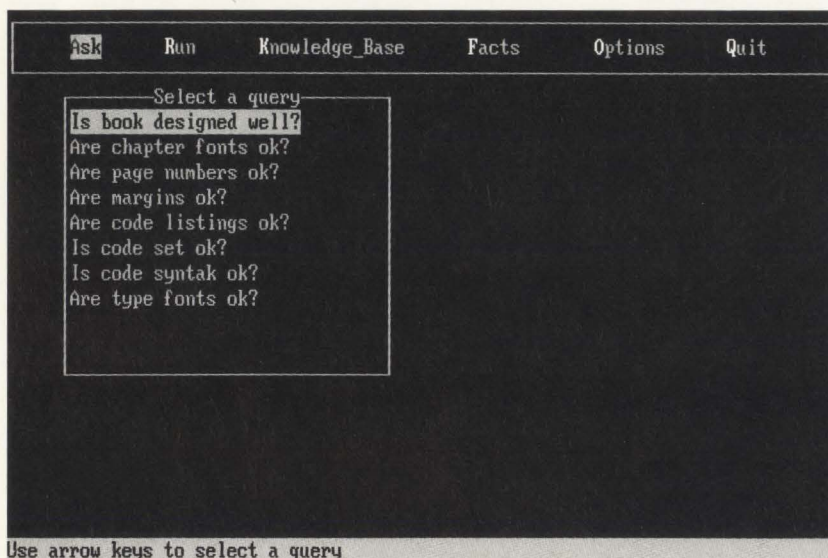 Ask Run Knowledge_Base Facts Options Quit
Select a query
Is book designed well?
Are chapter fonts ok?
Are page numbers ok?
Are margins ok?
Are code listings ok?
Is code set ok?
Is code syntak ok?
Are type fonts ok?
Use arrow keys to select a query